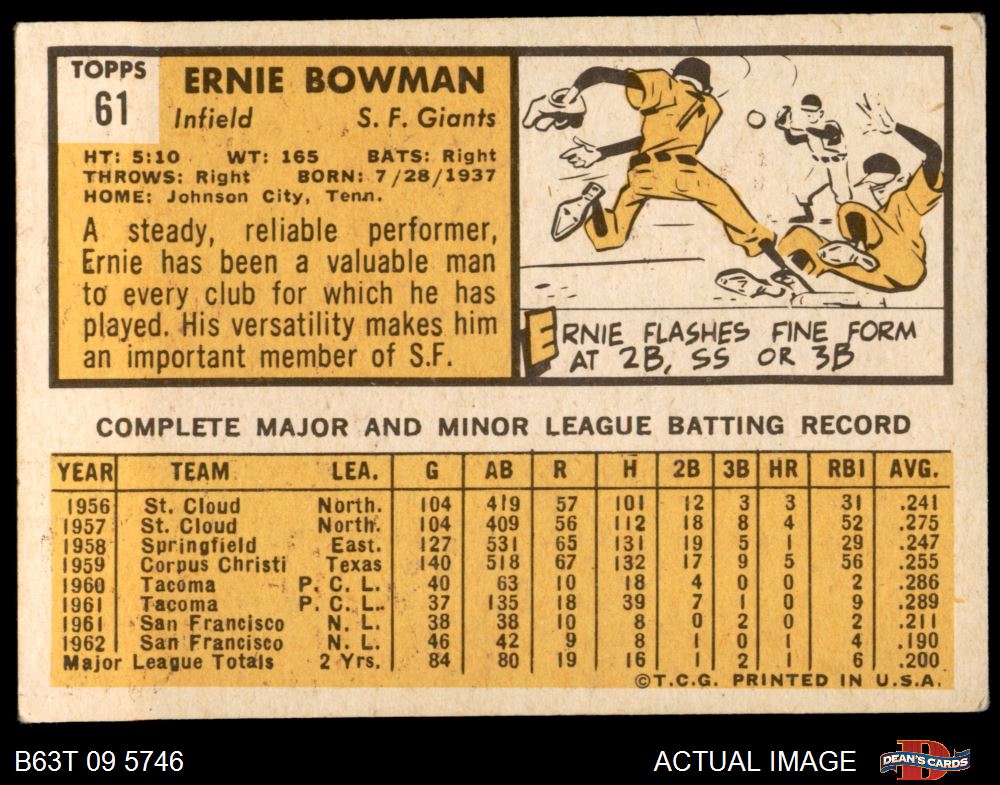 TOPPS
61
ERNIE BOWMAN
Infield S. F. Giants
HT: 5:10 WT: 165 BATS: Right
THROWS: Right BORN: 7/28/1937
HOME: Johnson City, Tenn.
A steady, reliable performer,
Ernie has been a valuable man
to every club for which he has
played. His versatility makes him
an important member of S.F.
ERNIE FLASHES FINE FORM
AT 2B, SS OR 3B
COMPLETE MAJOR AND MINOR LEAGUE BATTING RECORD
YEAR TEAM LEA. G AB R H 2B 3B HR RBI AVG.
1956 St. Cloud North. 104 419 57 101 12 3 3 31 .241
1957 St. Cloud North. 104 409 56 112 18 8 4 52 .275
1958 Springfield East. 127 531 65 131 19 5 1 29 .247
1959 Corpus Christi Texas 140 518 67 132 17 9 5 56 .255
1960 Tacoma P. C. L. 40 63 10 18 4 0 0 2 .286
1961 Tacoma P. C. L. 37 135 18 39 7 1 0 9 .289
1961 San Francisco N. L. 38 38 10 8 0 2 0 2 .211
1962 San Francisco N. L. 46 42 9 8 1 0 1 4 .190
Major League Totals 2 Yrs. 84 80 19 16 1 2 1 6 .200
©T.C.G. PRINTED IN U.S.A.
B63T 09 5746 ACTUAL IMAGE DEAN'S CARDS